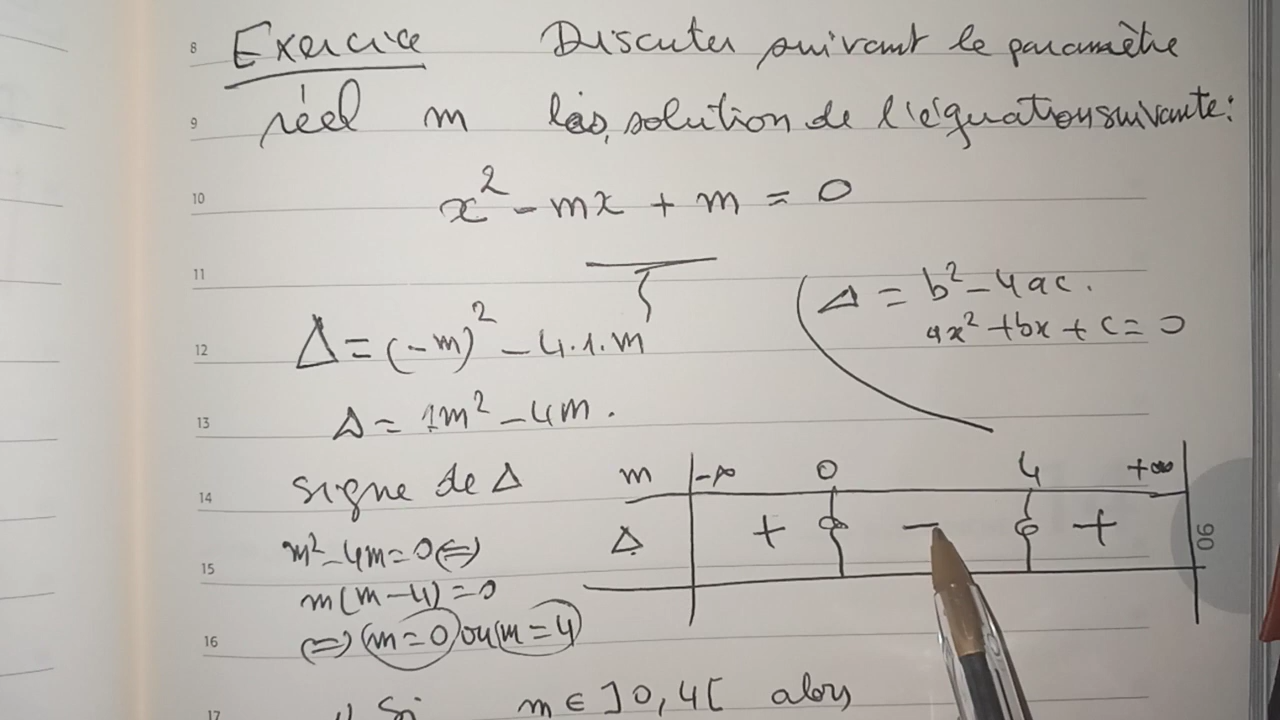 8 Exercice Discuter suivant le paramètre
9 réel m les solution de l'équation suivante:
10 x² - mx + m = 0
11 Δ = b² - 4ac.
ax² + bx + c = 0
12 Δ = (-m)² - 4.1.m
13 Δ = 1m² - 4m.
14 signe de Δ m -∞ 0 4 +∞
Δ + 0 - 0 +
15 m² - 4m = 0 ⇔
m(m - 4) = 0
16 ⇔ (m = 0) ou (m = 4)
17 1) Si m ∈ ]0, 4[ alors
90